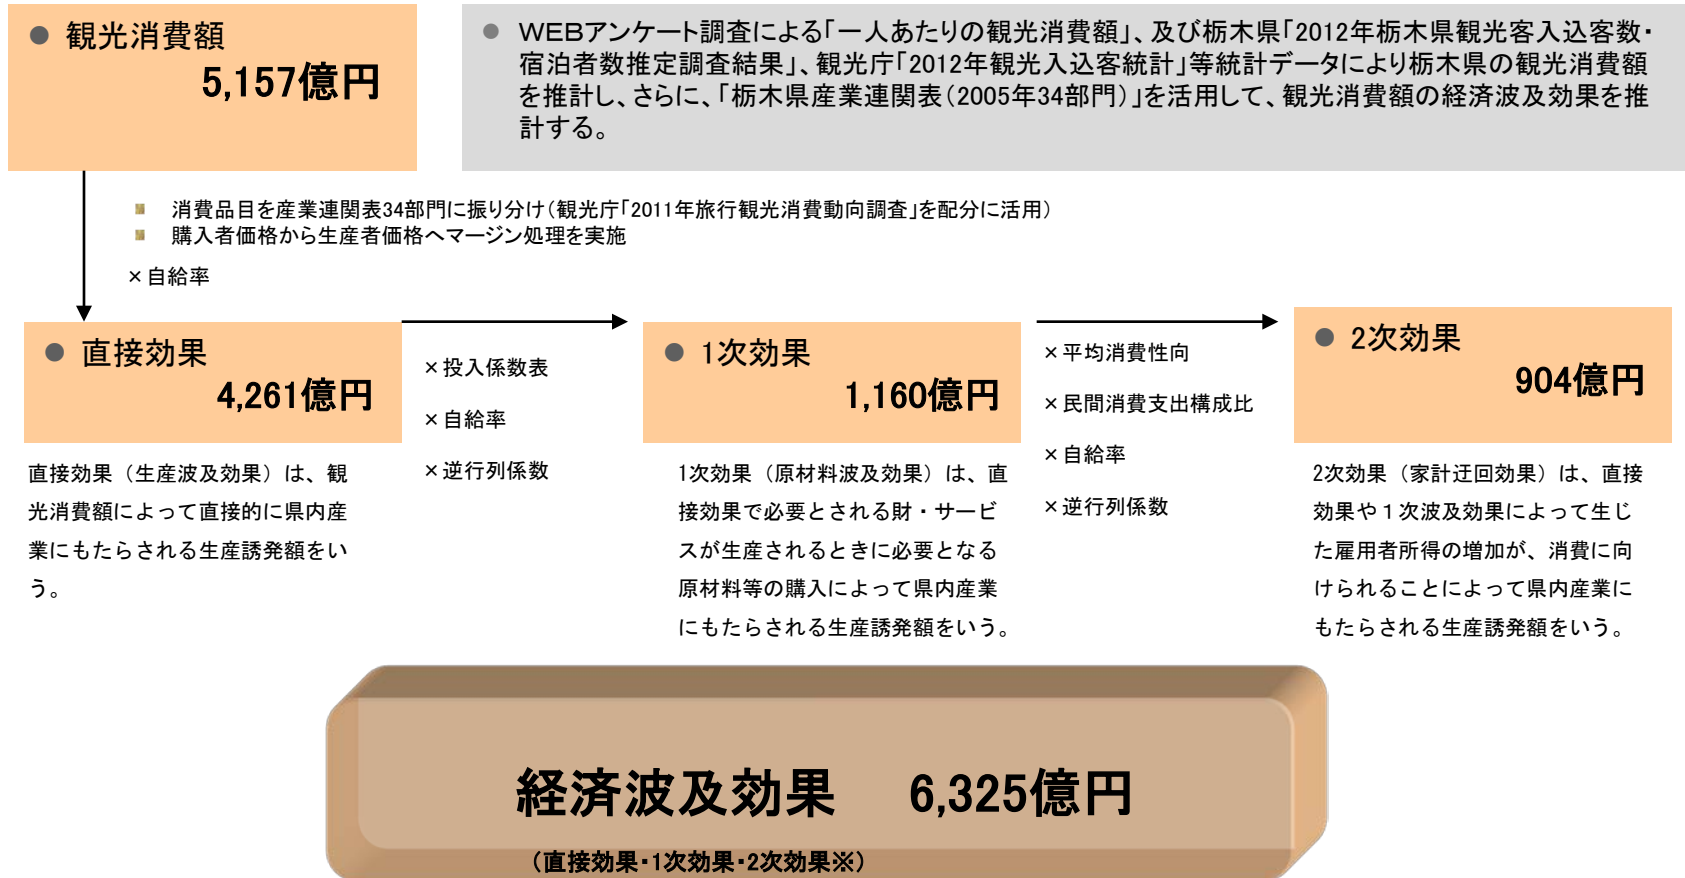 ● 観光消費額
5,157億円
● WEBアンケート調査による「一人あたりの観光消費額」、及び栃木県「2012年栃木県観光客入込客数・
宿泊者数推定調査結果」、観光庁「2012年観光入込客統計」等統計データにより栃木県の観光消費額
を推計し、さらに、「栃木県産業連関表（2005年34部門）」を活用して、観光消費額の経済波及効果を推
計する。
消費品目を産業連関表34部門に振り分け（観光庁「2011年旅行観光消費動向調査」を配分に活用）
購入者価格から生産者価格へマージン処理を実施
×自給率
● 直接効果
4,261億円
×投入係数表
×自給率
×逆行列係数
● 1次効果
1,160億円
×平均消費性向
×民間消費支出構成比
×自給率
×逆行列係数
● 2次効果
904億円
直接効果（生産波及効果）は、観
光消費額によって直接的に県内産
業にもたらされる生産誘発額をい
う。
1次効果（原材料波及効果）は、直
接効果で必要とされる財・サービ
スが生産されるときに必要となる
原材料等の購入によって県内産業
にもたらされる生産誘発額をいう。
2次効果（家計迂回効果）は、直接
効果や１次波及効果によって生じ
た雇用者所得の増加が、消費に向
けられることによって県内産業に
もたらされる生産誘発額をいう。
経済波及効果 6,325億円
（直接効果・1次効果・2次効果※）